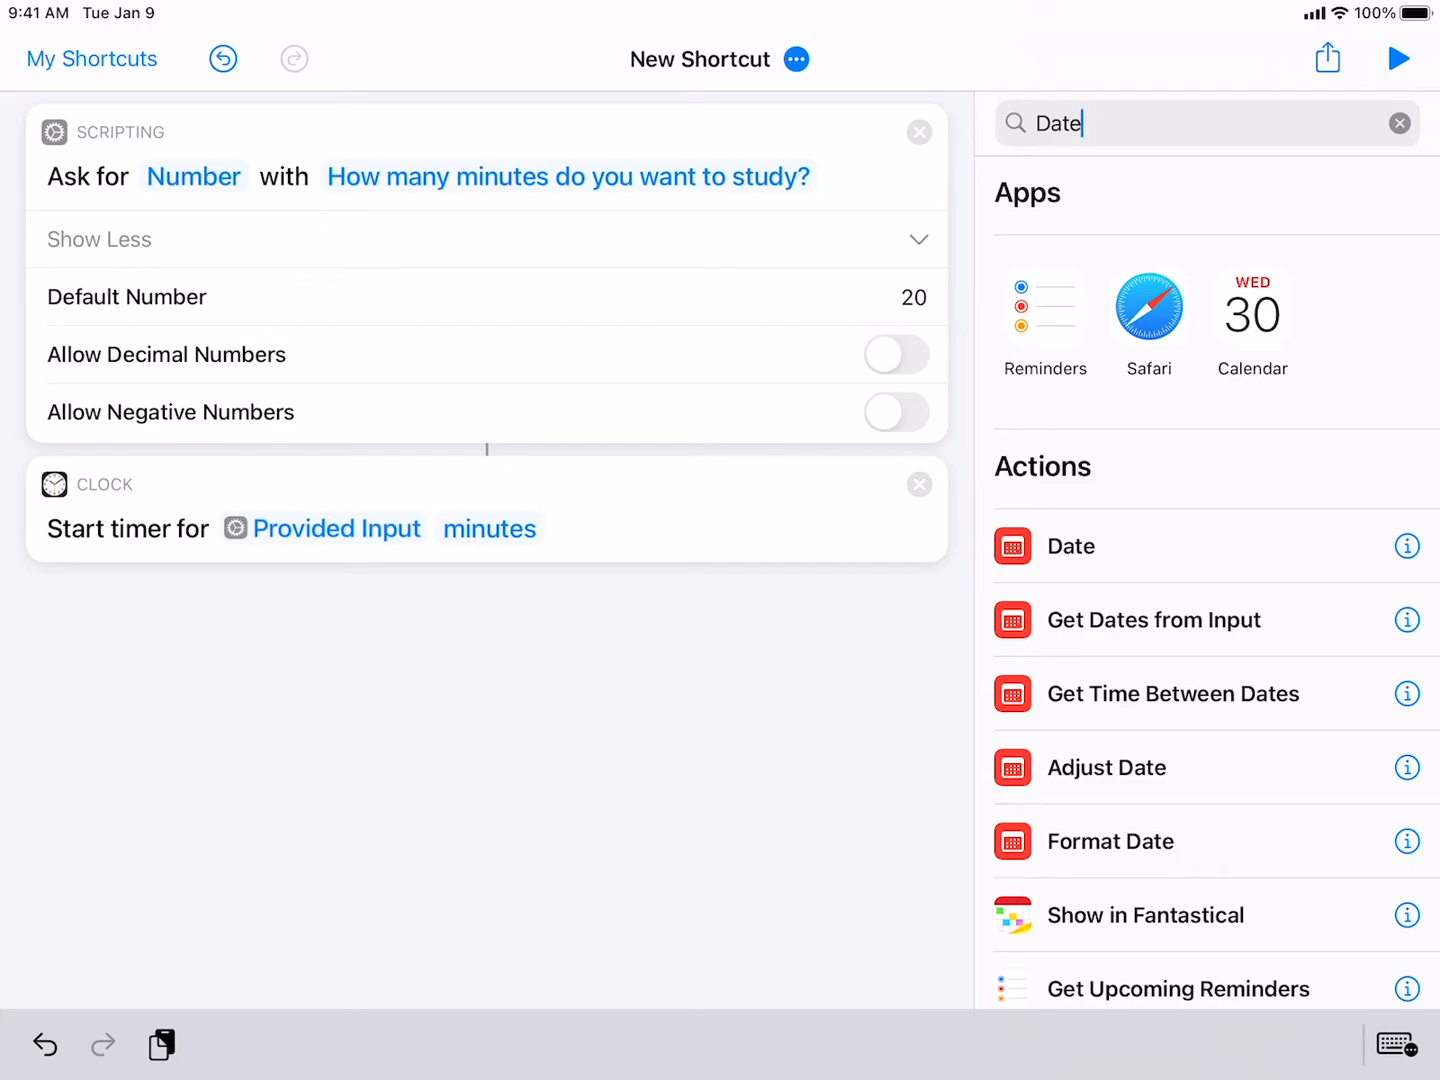 9:41 AM Tue Jan 9
100%
My Shortcuts
New Shortcut
SCRIPTING
Ask for Number with How many minutes do you want to study?
Show Less
Default Number 20
Allow Decimal Numbers
Allow Negative Numbers
CLOCK
Start timer for Provided Input minutes
Date
Apps
WED
30
Reminders Safari Calendar
Actions
Date
Get Dates from Input
Get Time Between Dates
Adjust Date
Format Date
Show in Fantastical
Get Upcoming Reminders